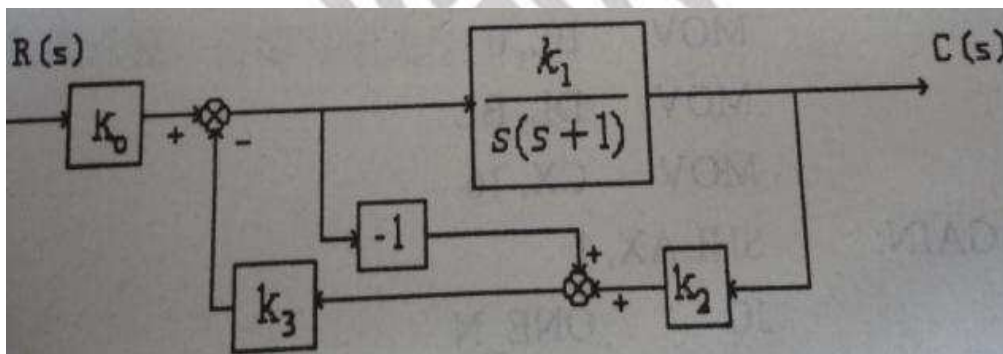 R(s)
C(s)
K₀
+
-
k₁
s(s+1)
-1
+
+
k₂
k₃